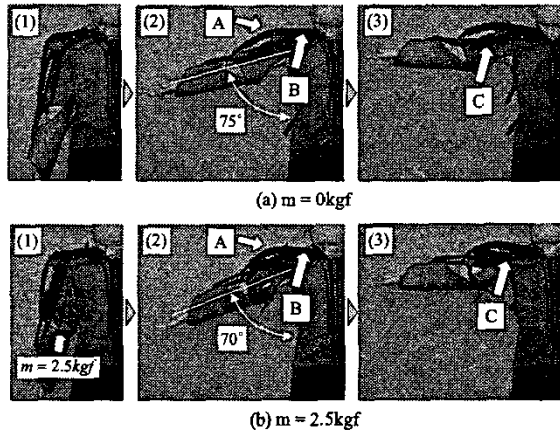 (1) (2) A (3)
B C
75°
(a) m = 0kgf
(1) (2) A (3)
B C
70°
m = 2.5kgf
(b) m = 2.5kgf